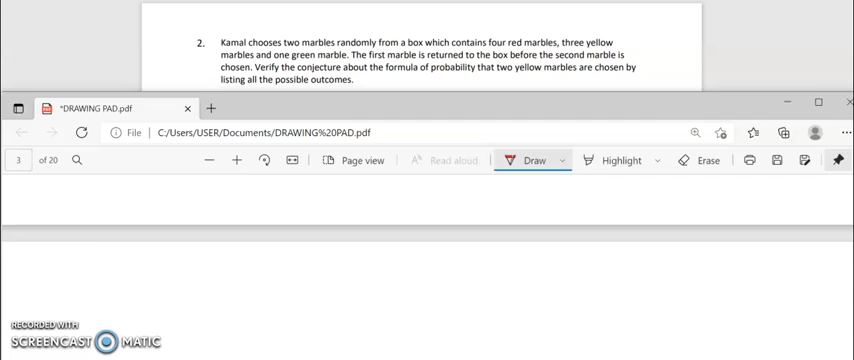 2. Kamal chooses two marbles randomly from a box which contains four red marbles, three yellow
marbles and one green marble. The first marble is returned to the box before the second marble is
chosen. Verify the conjecture about the formula of probability that two yellow marbles are chosen by
listing all the possible outcomes.
*DRAWING PAD.pdf
File C:/Users/USER/Documents/DRAWING%20PAD.pdf
3 of 20 Page view Read aloud Draw Highlight Erase
RECORDED WITH
SCREENCAST MATIC